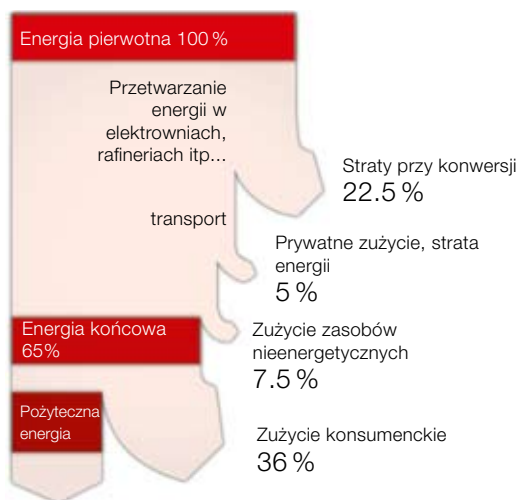 Energia pierwotna 100 %
Przetwarzanie
energii w
elektrowniach,
rafineriach itp...
Straty przy konwersji
22.5 %
transport
Prywatne zużycie, strata
energii
5 %
Energia końcowa
65%
Zużycie zasobów
nieenergetycznych
7.5 %
Pożyteczna
energia
Zużycie konsumenckie
36 %